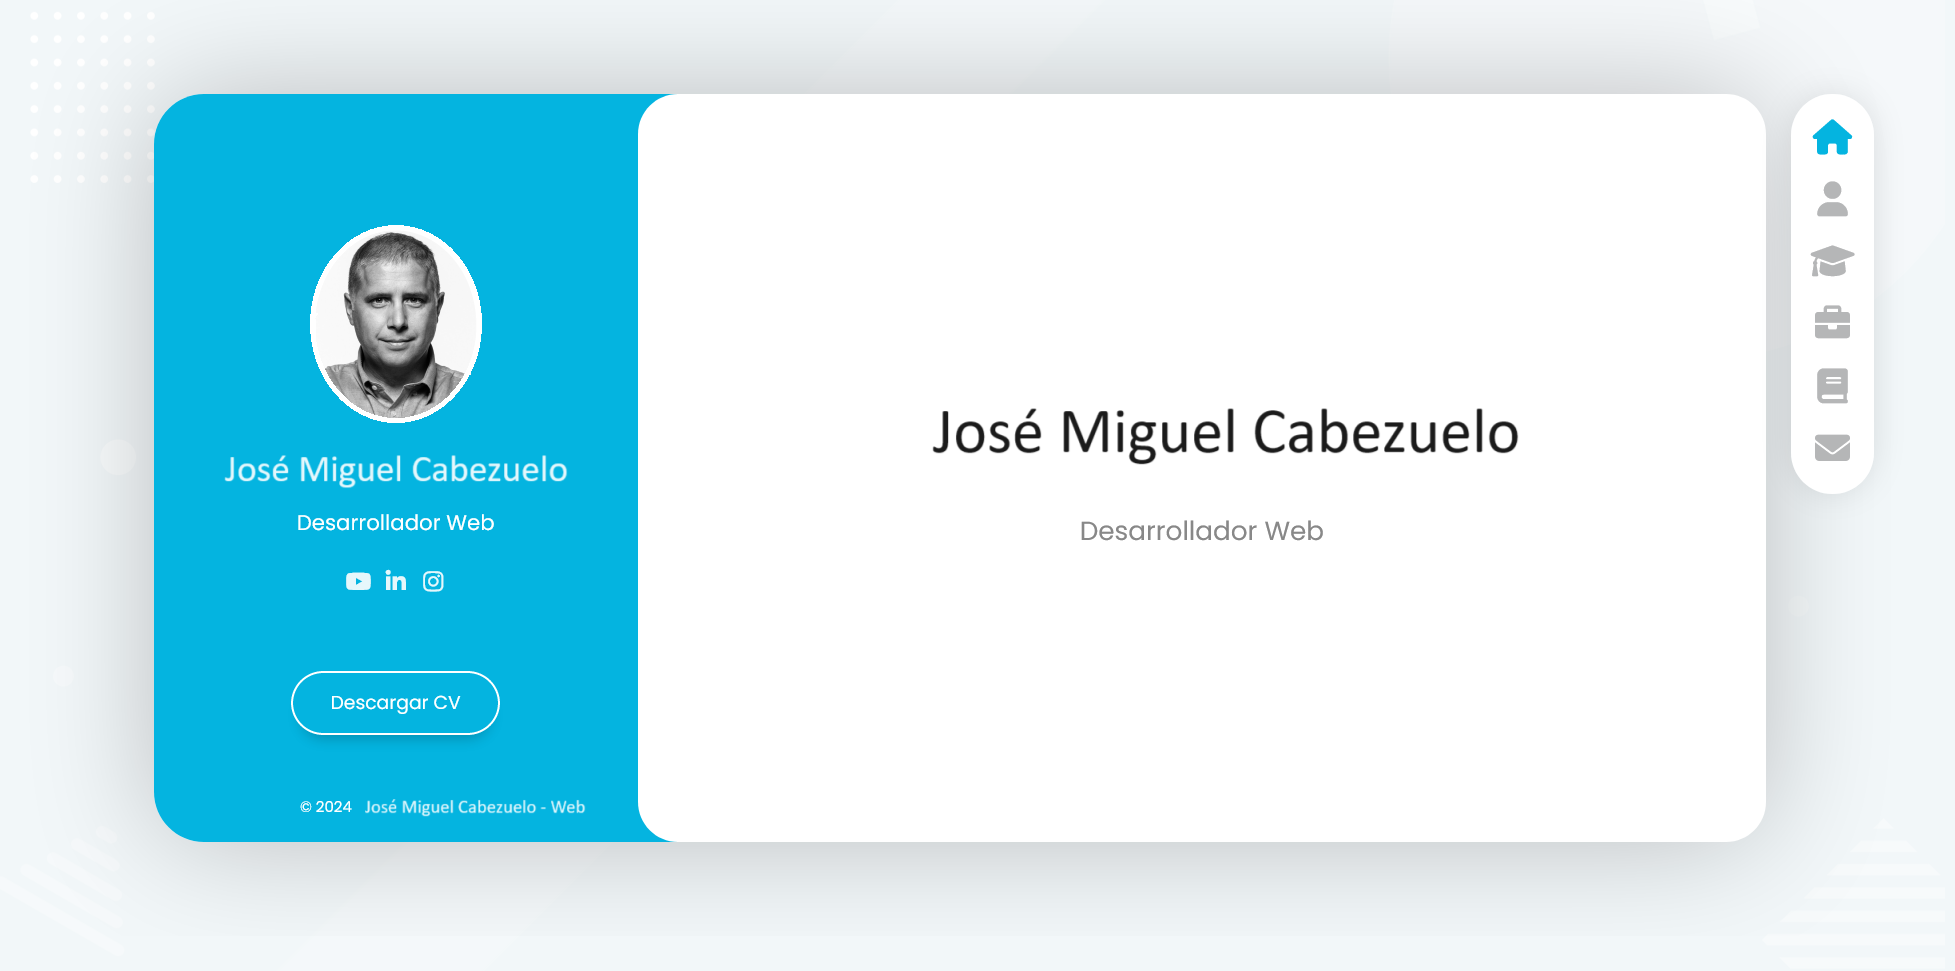 José Miguel Cabezuelo
Desarrollador Web
Descargar CV
© 2024 José Miguel Cabezuelo - Web
José Miguel Cabezuelo
Desarrollador Web